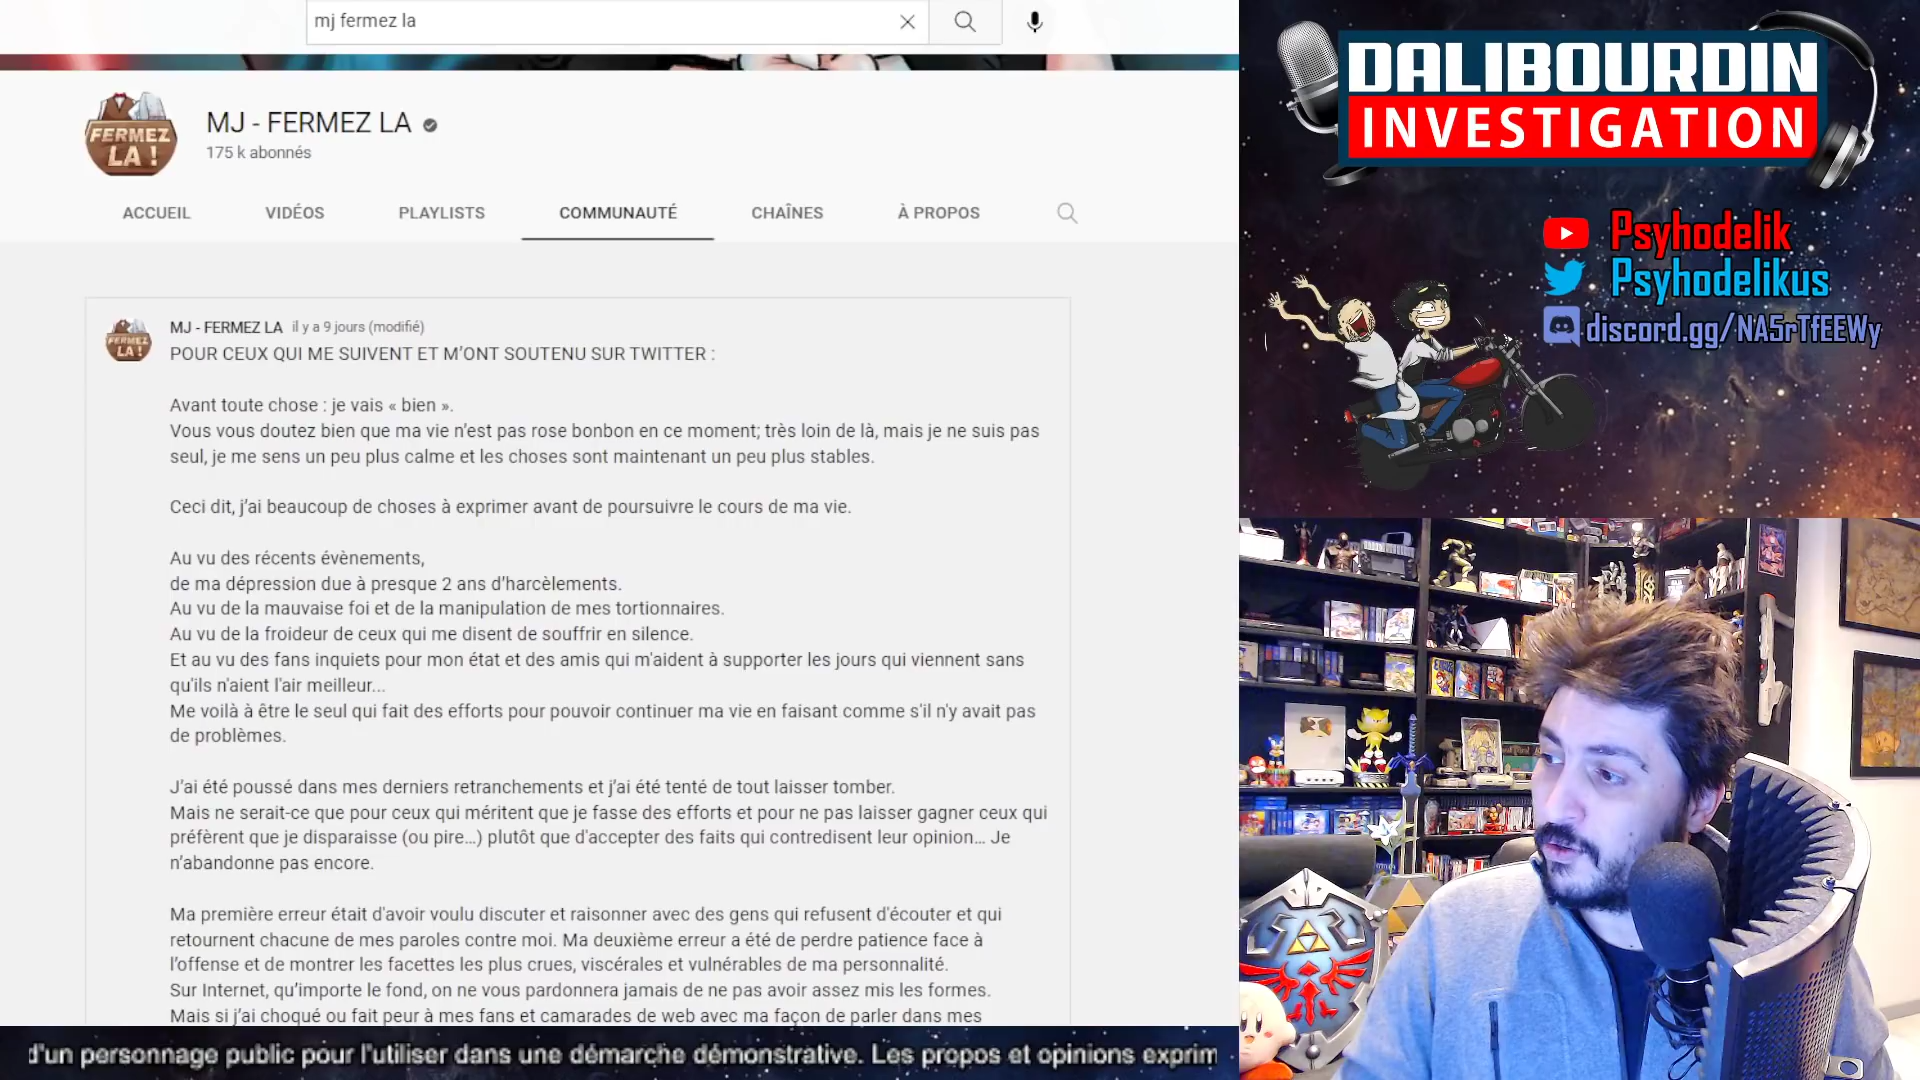 mj fermez la
MJ - FERMEZ LA
175 k abonnés
FERMEZ
LA !
ACCUEIL
VIDÉOS
PLAYLISTS
COMMUNAUTÉ
CHAÎNES
À PROPOS
FERMEZ
LA !
MJ - FERMEZ LA il y a 9 jours (modifié)
POUR CEUX QUI ME SUIVENT ET M’ONT SOUTENU SUR TWITTER :
Avant toute chose : je vais « bien ».
Vous vous doutez bien que ma vie n’est pas rose bonbon en ce moment; très loin de là, mais je ne suis pas
seul, je me sens un peu plus calme et les choses sont maintenant un peu plus stables.
Ceci dit, j’ai beaucoup de choses à exprimer avant de poursuivre le cours de ma vie.
Au vu des récents évènements,
de ma dépression due à presque 2 ans d’harcèlements.
Au vu de la mauvaise foi et de la manipulation de mes tortionnaires.
Au vu de la froideur de ceux qui me disent de souffrir en silence.
Et au vu des fans inquiets pour mon état et des amis qui m'aident à supporter les jours qui viennent sans
qu'ils n'aient l'air meilleur...
Me voilà à être le seul qui fait des efforts pour pouvoir continuer ma vie en faisant comme s'il n'y avait pas
de problèmes.
J’ai été poussé dans mes derniers retranchements et j’ai été tenté de tout laisser tomber.
Mais ne serait-ce que pour ceux qui méritent que je fasse des efforts et pour ne pas laisser gagner ceux qui
préfèrent que je disparaisse (ou pire…) plutôt que d'accepter des faits qui contredisent leur opinion… Je
n’abandonne pas encore.
Ma première erreur était d'avoir voulu discuter et raisonner avec des gens qui refusent d'écouter et qui
retournent chacune de mes paroles contre moi. Ma deuxième erreur a été de perdre patience face à
l’offense et de montrer les facettes les plus crues, viscérales et vulnérables de ma personnalité.
Sur Internet, qu’importe le fond, on ne vous pardonnera jamais de ne pas avoir assez mis les formes.
Mais si j’ai choqué ou fait peur à mes fans et camarades de web avec ma façon de parler dans mes
d'un personnage public pour l'utiliser dans une démarche démonstrative. Les propos et opinions exprim
DALIBOURDIN
INVESTIGATION
Psyhodelik
Psyhodelikus
discord.gg/NA5rTfEEWy